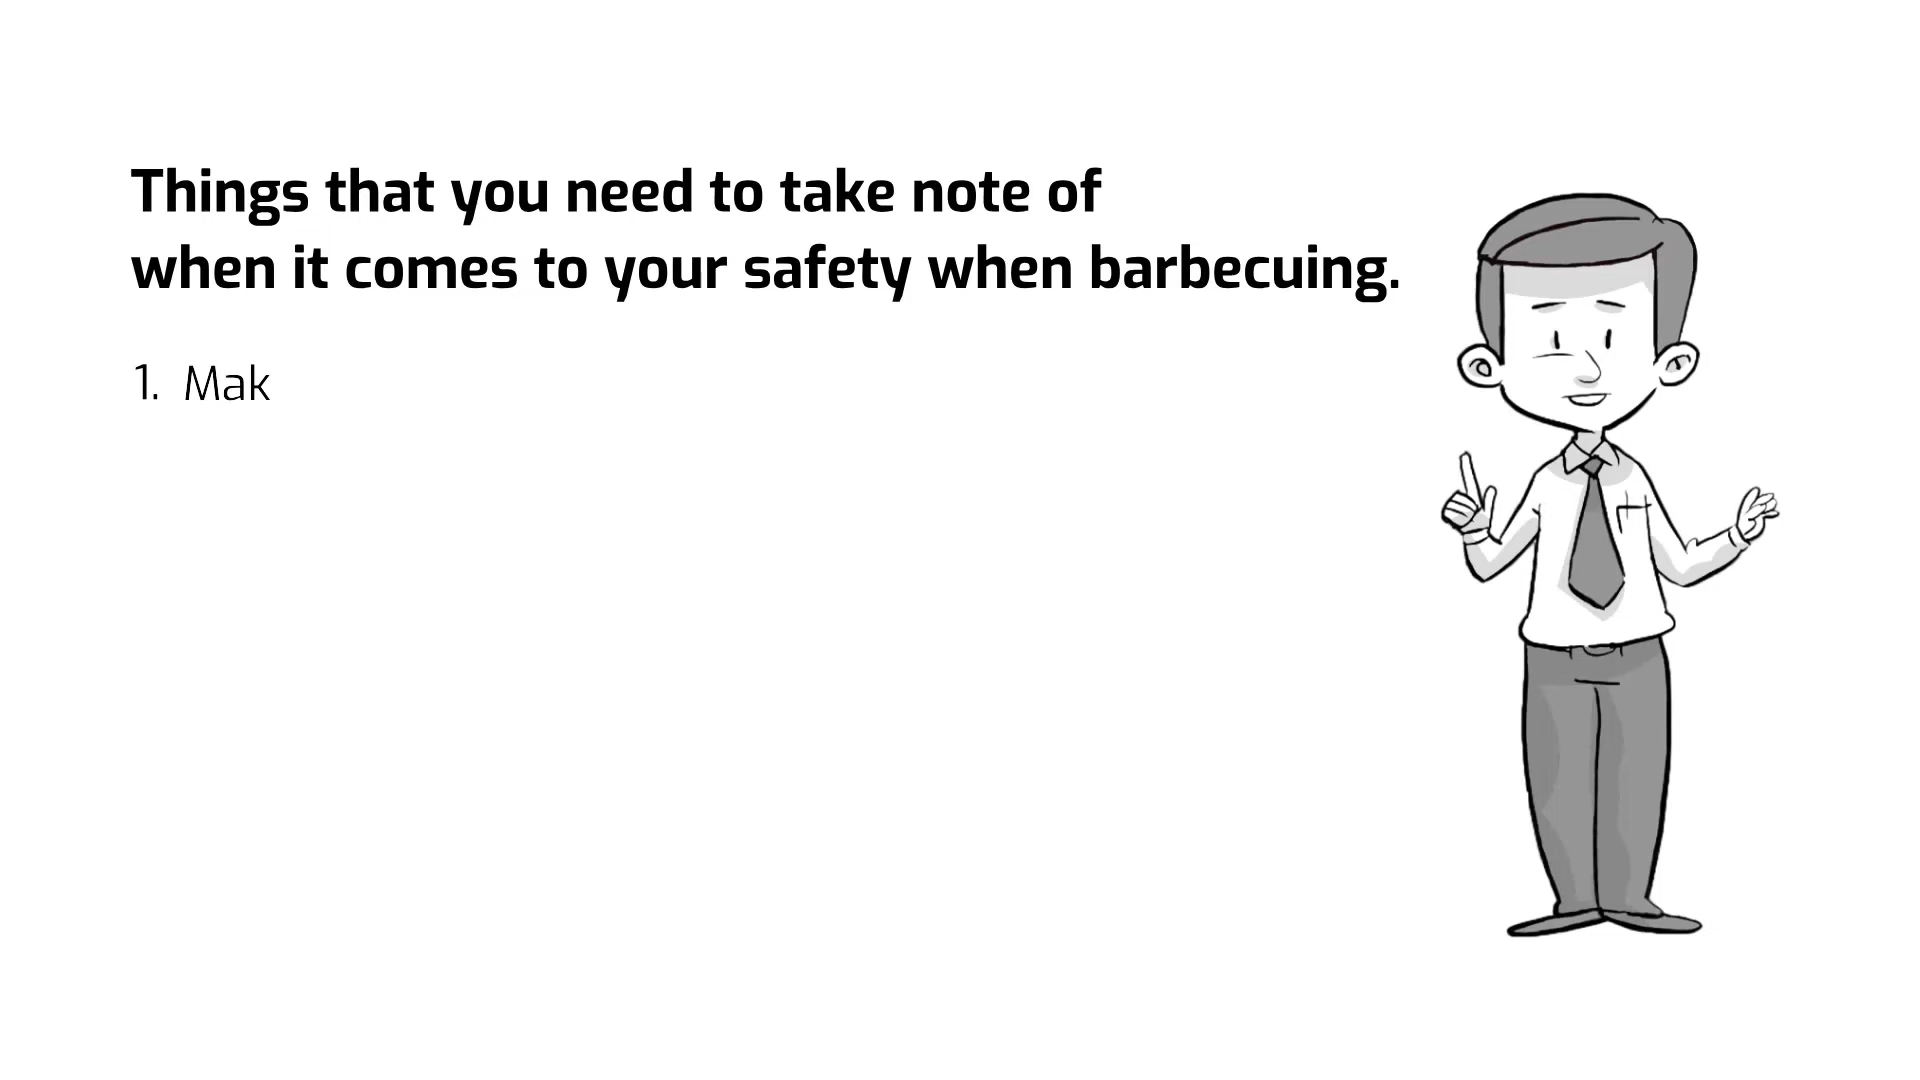 Things that you need to take note of
when it comes to your safety when barbecuing.
1. Mak